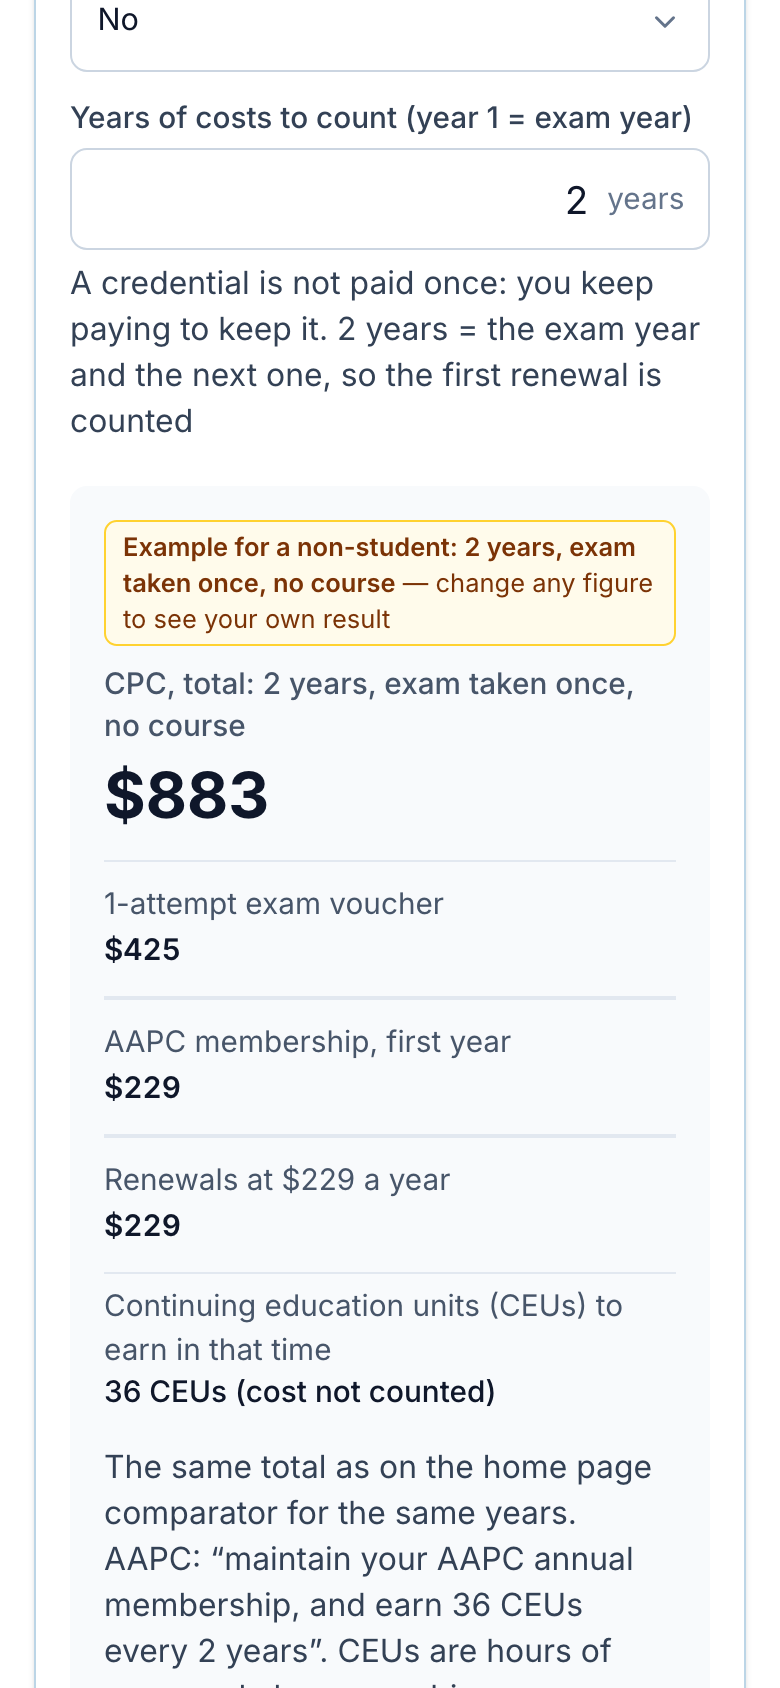 No
Years of costs to count (year 1 = exam year)
2 years
A credential is not paid once: you keep
paying to keep it. 2 years = the exam year
and the next one, so the first renewal is
counted
Example for a non-student: 2 years, exam
taken once, no course — change any figure
to see your own result
CPC, total: 2 years, exam taken once,
no course
$883
1-attempt exam voucher
$425
AAPC membership, first year
$229
Renewals at $229 a year
$229
Continuing education units (CEUs) to
earn in that time
36 CEUs (cost not counted)
The same total as on the home page
comparator for the same years.
AAPC: “maintain your AAPC annual
membership, and earn 36 CEUs
every 2 years”. CEUs are hours of